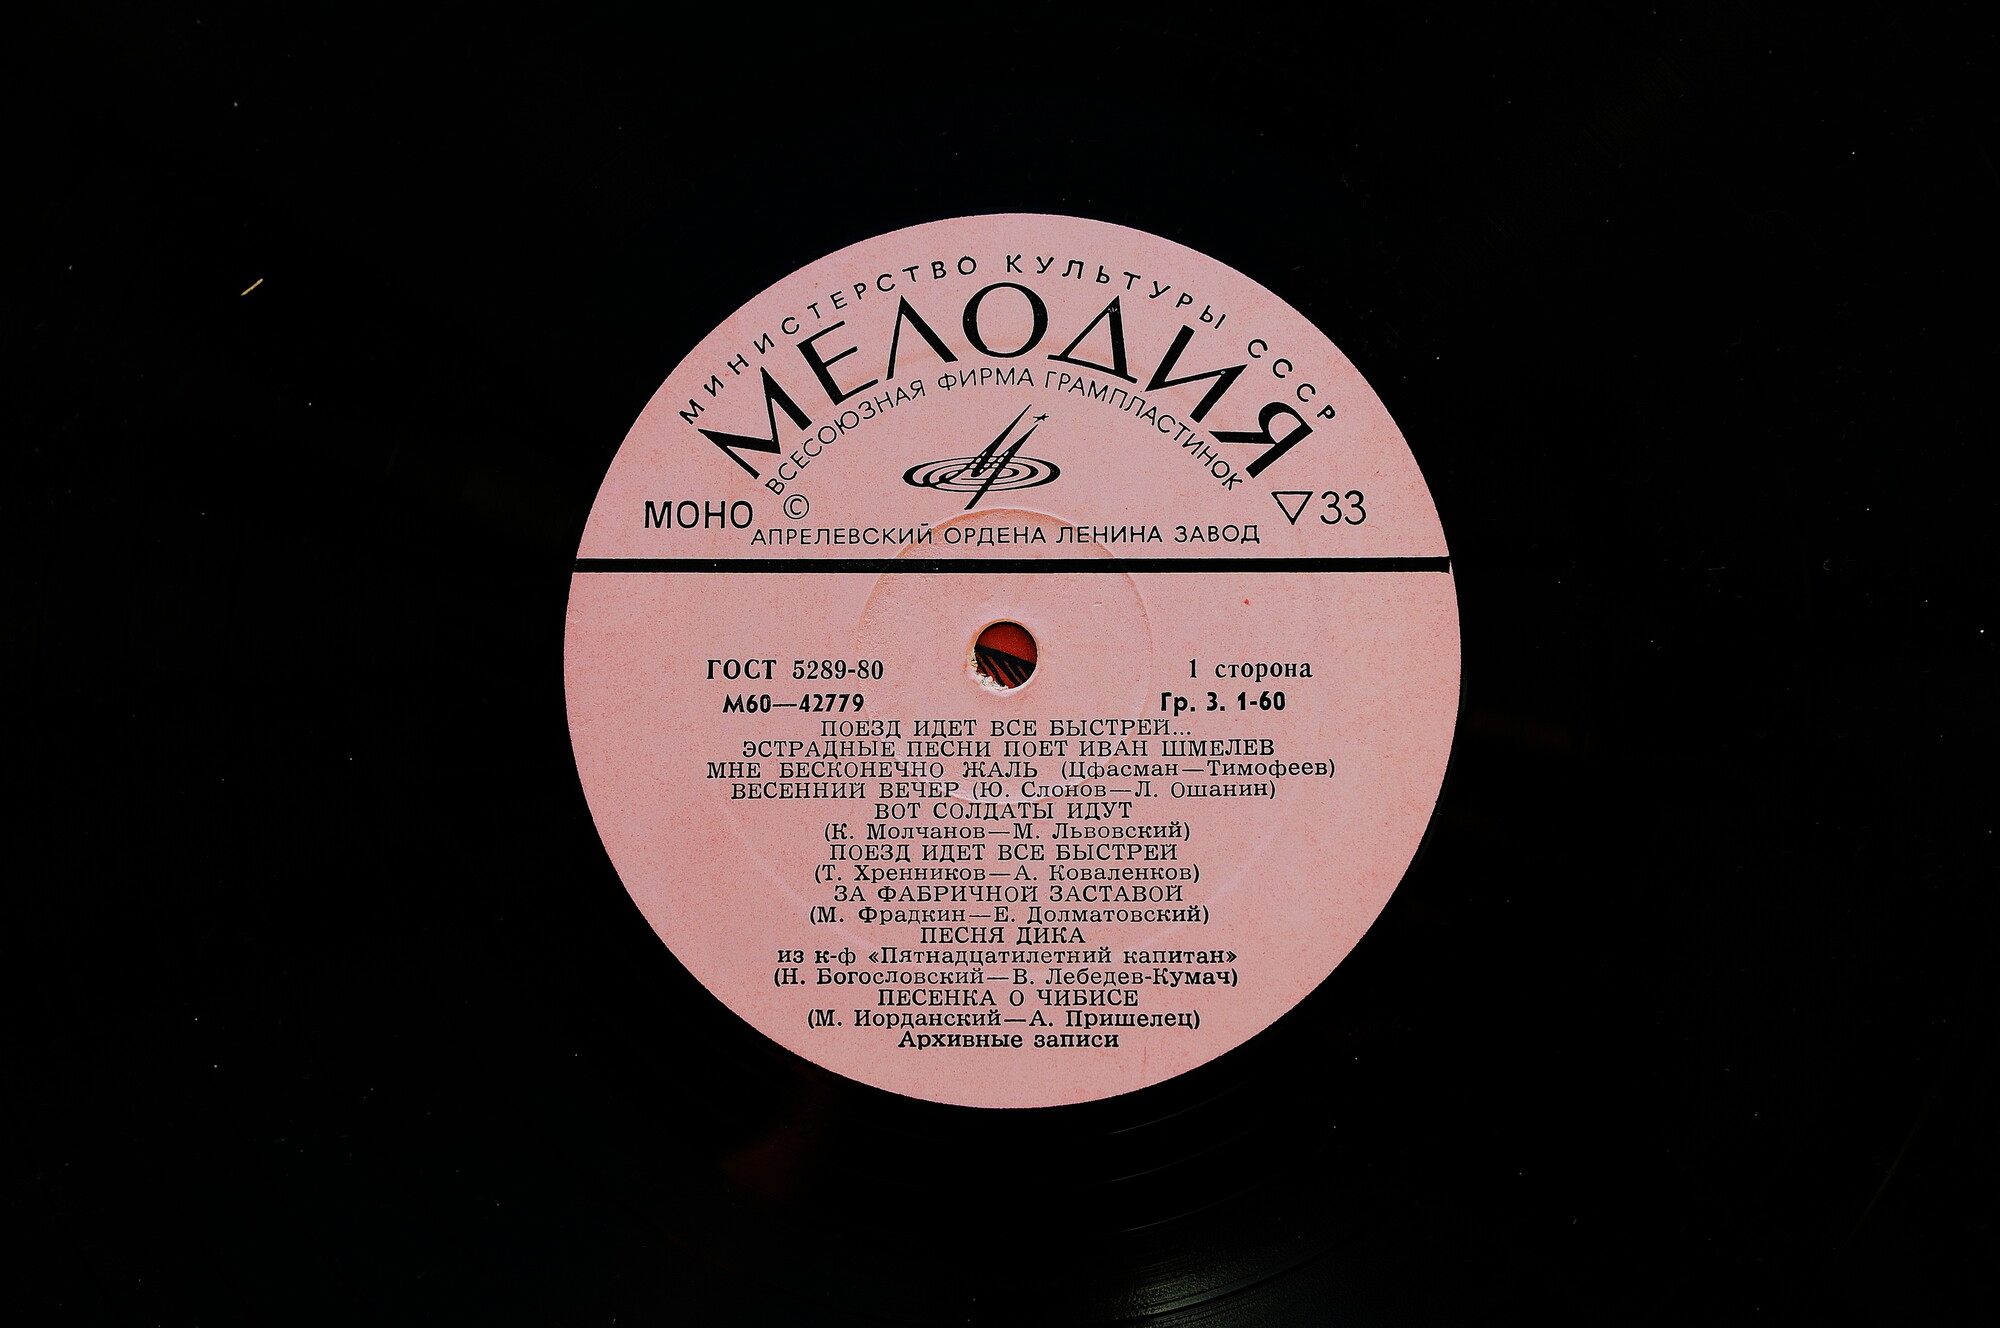 МИНИСТЕРСТВО КУЛЬТУРЫ СССР
МЕЛОДИЯ
ВСЕСОЮЗНАЯ ФИРМА ГРАМПЛАСТИНОК
МОНО © ▽33
АПРЕЛЕВСКИЙ ОРДЕНА ЛЕНИНА ЗАВОД
ГОСТ 5289-80 1 сторона
М60—42779 Гр. 3. 1-60
ПОЕЗД ИДЕТ ВСЕ БЫСТРЕЙ...
ЭСТРАДНЫЕ ПЕСНИ ПОЕТ ИВАН ШМЕЛЕВ
МНЕ БЕСКОНЕЧНО ЖАЛЬ (Цфасман—Тимофеев)
ВЕСЕННИЙ ВЕЧЕР (Ю. Слонов—Л. Ошанин)
ВОТ СОЛДАТЫ ИДУТ
(К. Молчанов—М. Львовский)
ПОЕЗД ИДЕТ ВСЕ БЫСТРЕЙ
(Т. Хренников—А. Коваленков)
ЗА ФАБРИЧНОЙ ЗАСТАВОЙ
(М. Фрадкин—Е. Долматовский)
ПЕСНЯ ДИКА
из к-ф «Пятнадцатилетний капитан»
(Н. Богословский—В. Лебедев-Кумач)
ПЕСЕНКА О ЧИБИСЕ
(М. Иорданский—А. Пришелец)
Архивные записи